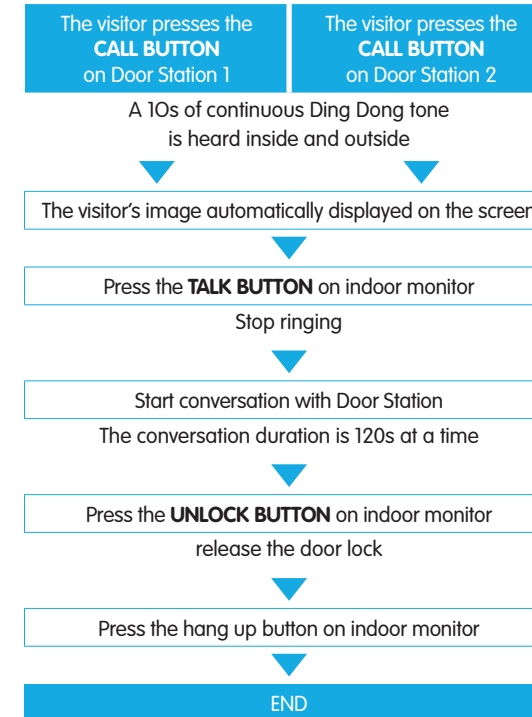 The visitor presses the
CALL BUTTON
on Door Station 1
The visitor presses the
CALL BUTTON
on Door Station 2
A 10s of continuous Ding Dong tone
is heard inside and outside
The visitor's image automatically displayed on the screen
Press the TALK BUTTON on indoor monitor
Stop ringing
Start conversation with Door Station
The conversation duration is 120s at a time
Press the UNLOCK BUTTON on indoor monitor
release the door lock
Press the hang up button on indoor monitor
END